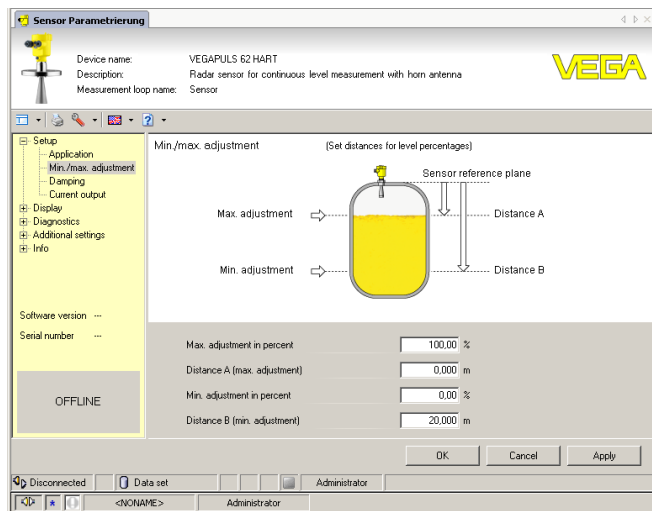 Sensor Parametrierung
Device name: VEGAPULS 62 HART
Description: Radar sensor for continuous level measurement with horn antenna
Measurement loop name: Sensor
VEGA
Setup
Application
Min./max. adjustment
Damping
Current output
Display
Diagnostics
Additional settings
Info
Software version ---
Serial number ---
OFFLINE
Min./max. adjustment (Set distances for level percentages)
Sensor reference plane
Max. adjustment
Distance A
Min. adjustment
Distance B
Max. adjustment in percent 100,00 %
Distance A (max. adjustment) 0,000 m
Min. adjustment in percent 0,00 %
Distance B (min. adjustment) 20,000 m
OK Cancel Apply
Disconnected Data set Administrator
<NONAME> Administrator